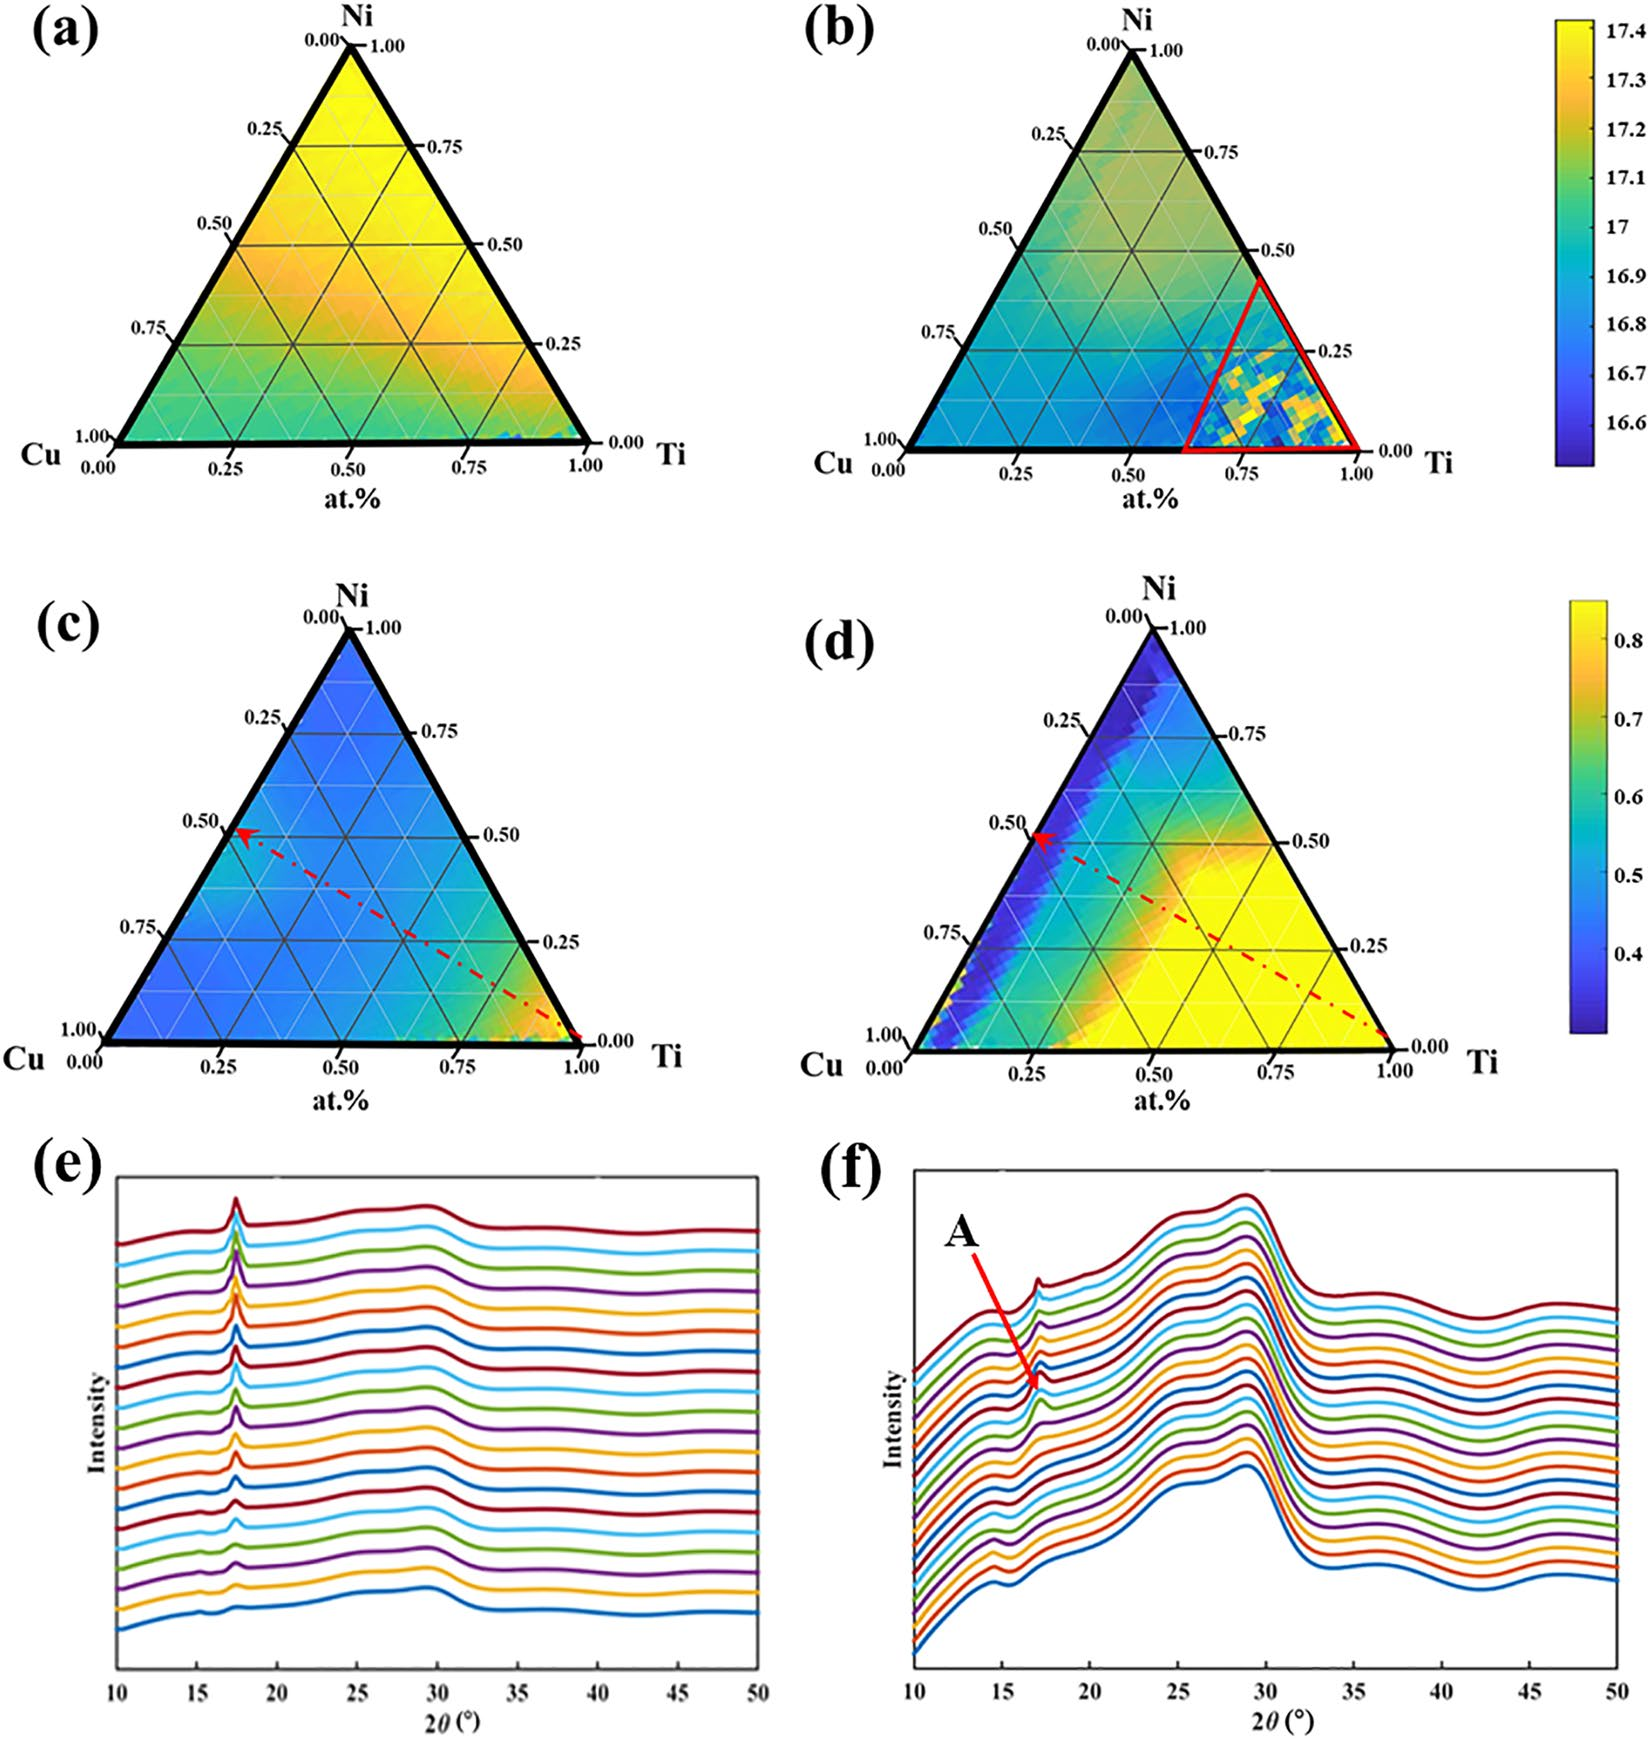 (a)
Ni
0.00 1.00
0.25 0.75
0.50 0.50
0.75 0.25
1.00 0.00
Cu Ti
0.00 0.25 0.50 0.75 1.00
at.%
(b)
Ni
0.00 1.00
0.25 0.75
0.50 0.50
0.75 0.25
1.00 0.00
Cu Ti
0.00 0.25 0.50 0.75 1.00
at.%
17.4
17.3
17.2
17.1
17
16.9
16.8
16.7
16.6
(c)
Ni
0.00 1.00
0.25 0.75
0.50 0.50
0.75 0.25
1.00 0.00
Cu Ti
0.00 0.25 0.50 0.75 1.00
at.%
(d)
Ni
0.00 1.00
0.25 0.75
0.50 0.50
0.75 0.25
1.00 0.00
Cu Ti
0.00 0.25 0.50 0.75 1.00
at.%
0.8
0.7
0.6
0.5
0.4
(e)
Intensity
10 15 20 25 30 35 40 45 50
2θ (°)
(f)
A
Intensity
10 15 20 25 30 35 40 45 50
2θ (°)